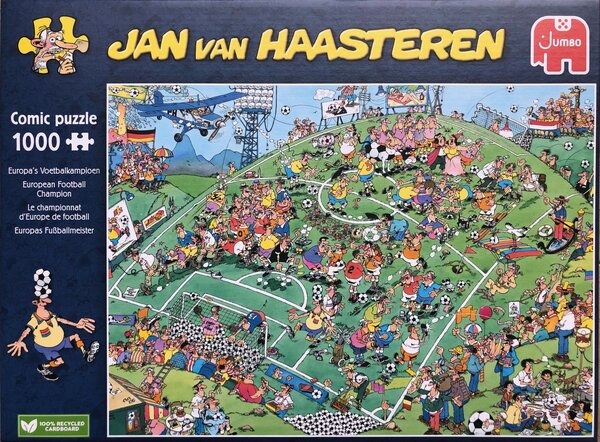 JAN VAN HAASTEREN
JUMBO
Comic puzzle
1000
Europa's Voetbalkampioen
European Football
Champion
Le championnat
d'Europe de football
Europas Fußballmeister
100% RECYCLED
CARDBOARD